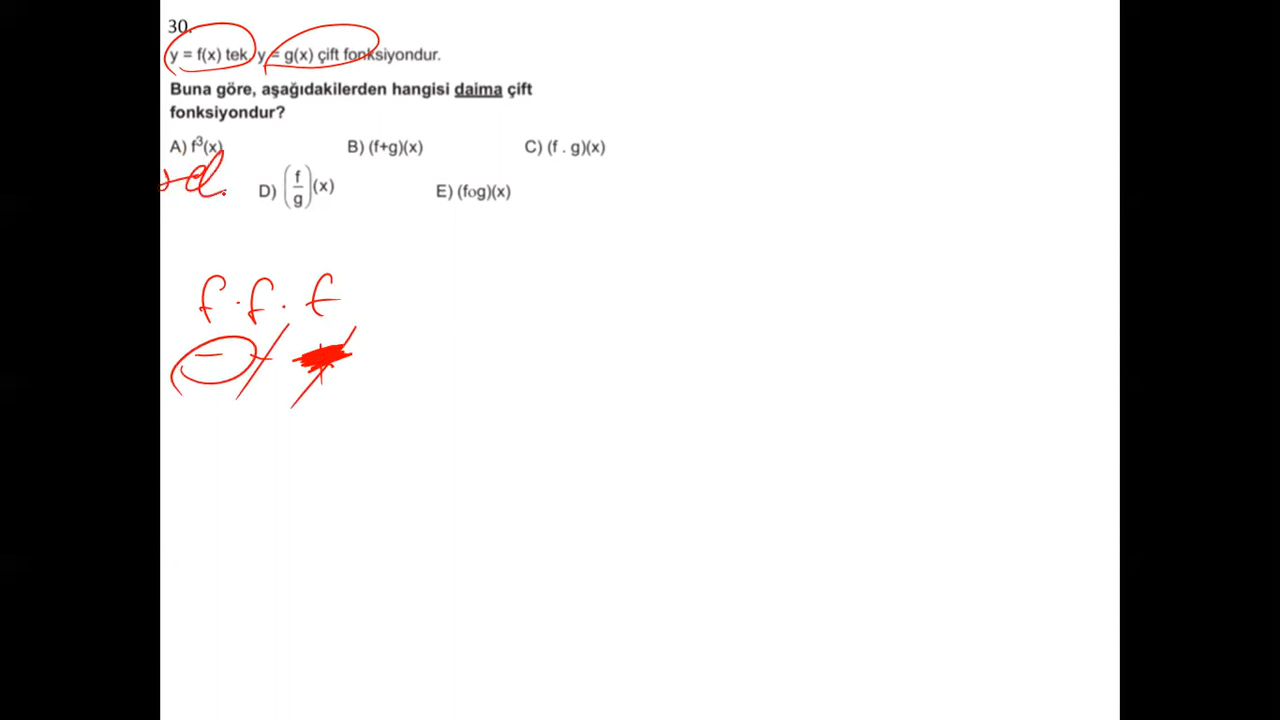 30.
y = f(x) tek, y = g(x) çift fonksiyondur.
Buna göre, aşağıdakilerden hangisi daima çift
fonksiyondur?
A) f³(x) B) (f+g)(x) C) (f . g)(x)
D) (f/g)(x) E) (fog)(x)
f . f . f
- +